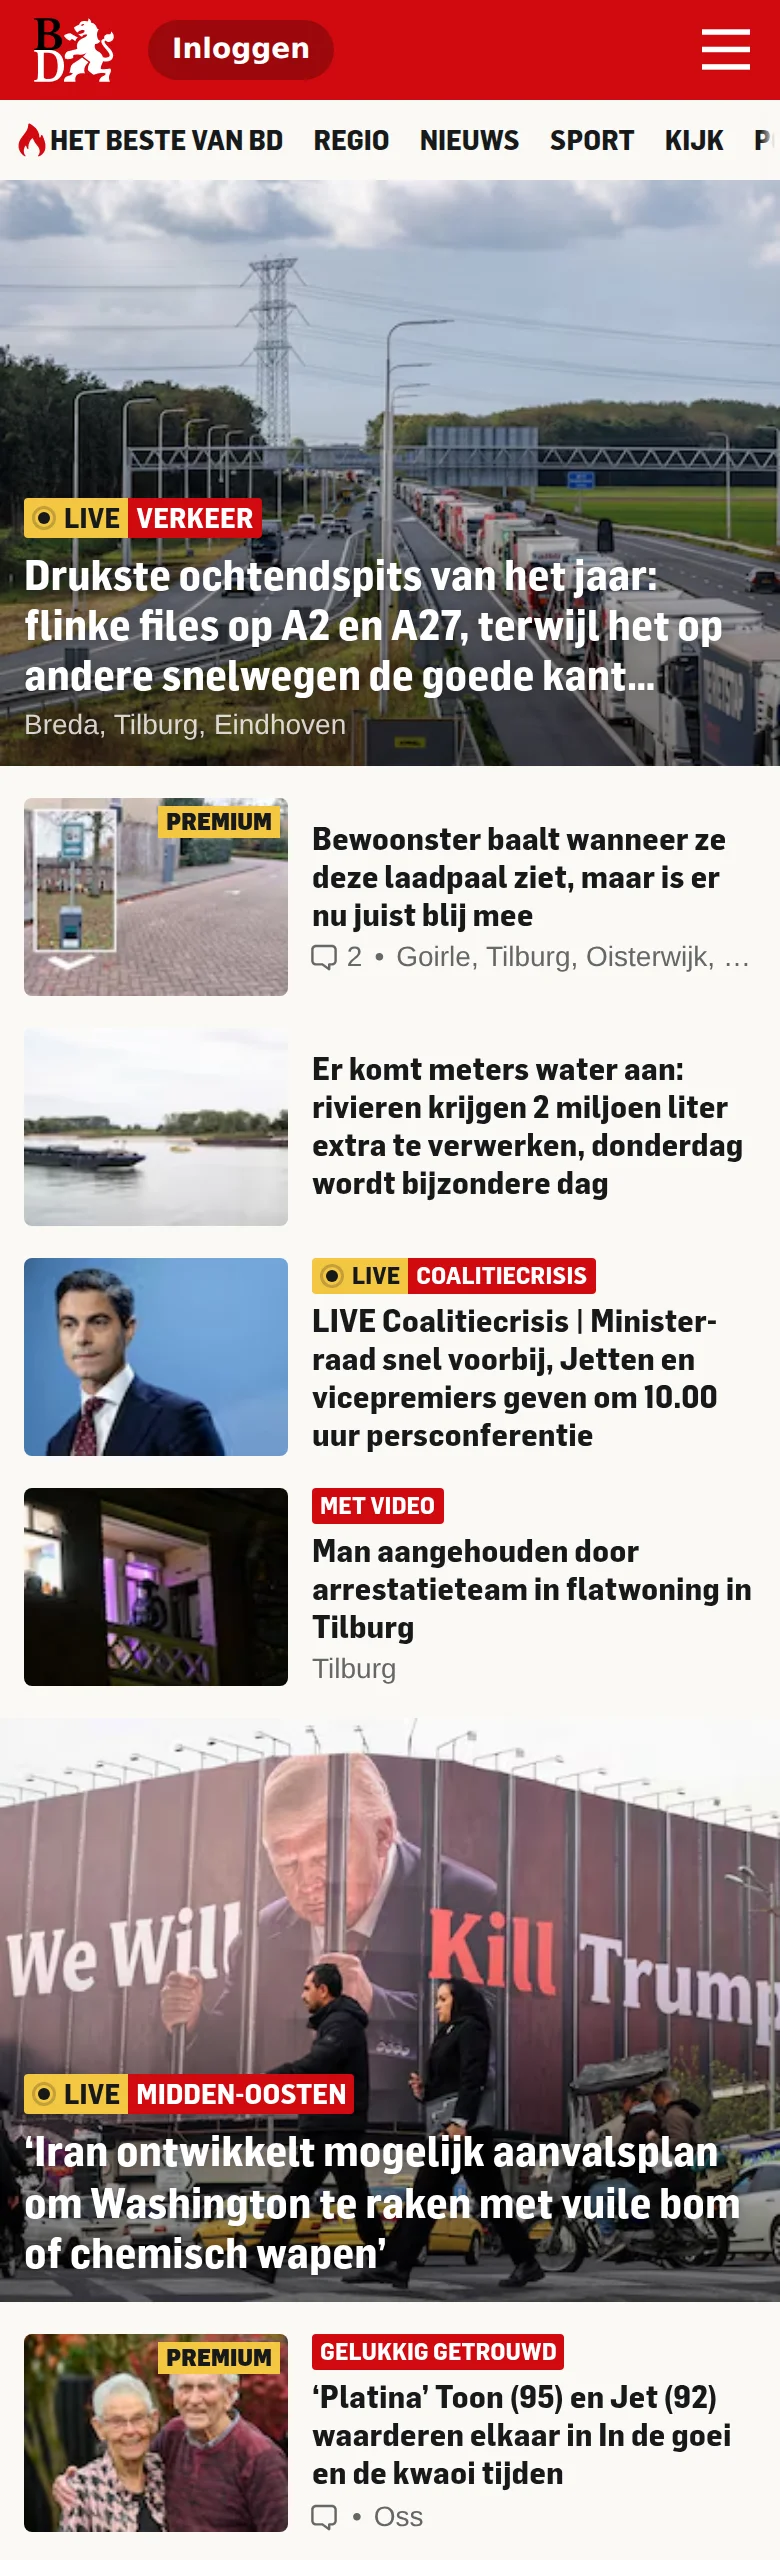 BD
Inloggen
HET BESTE VAN BD REGIO NIEUWS SPORT KIJK
LIVE VERKEER
Drukste ochtendspits van het jaar:
flinke files op A2 en A27, terwijl het op
andere snelwegen de goede kant...
Breda, Tilburg, Eindhoven
PREMIUM
Bewoonster baalt wanneer ze
deze laadpaal ziet, maar is er
nu juist blij mee
2 • Goirle, Tilburg, Oisterwijk, ...
Er komt meters water aan:
rivieren krijgen 2 miljoen liter
extra te verwerken, donderdag
wordt bijzondere dag
LIVE COALITIECRISIS
LIVE Coalitiecrisis | Minister-
raad snel voorbij, Jetten en
vicepremiers geven om 10.00
uur persconferentie
MET VIDEO
Man aangehouden door
arrestatieteam in flatwoning in
Tilburg
Tilburg
We Will Kill Trump
LIVE MIDDEN-OOSTEN
‘Iran ontwikkelt mogelijk aanvalsplan
om Washington te raken met vuile bom
of chemisch wapen’
PREMIUM
GELUKKIG GETROUWD
‘Platina’ Toon (95) en Jet (92)
waarderen elkaar in In de goei
en de kwaoi tijden
• Oss